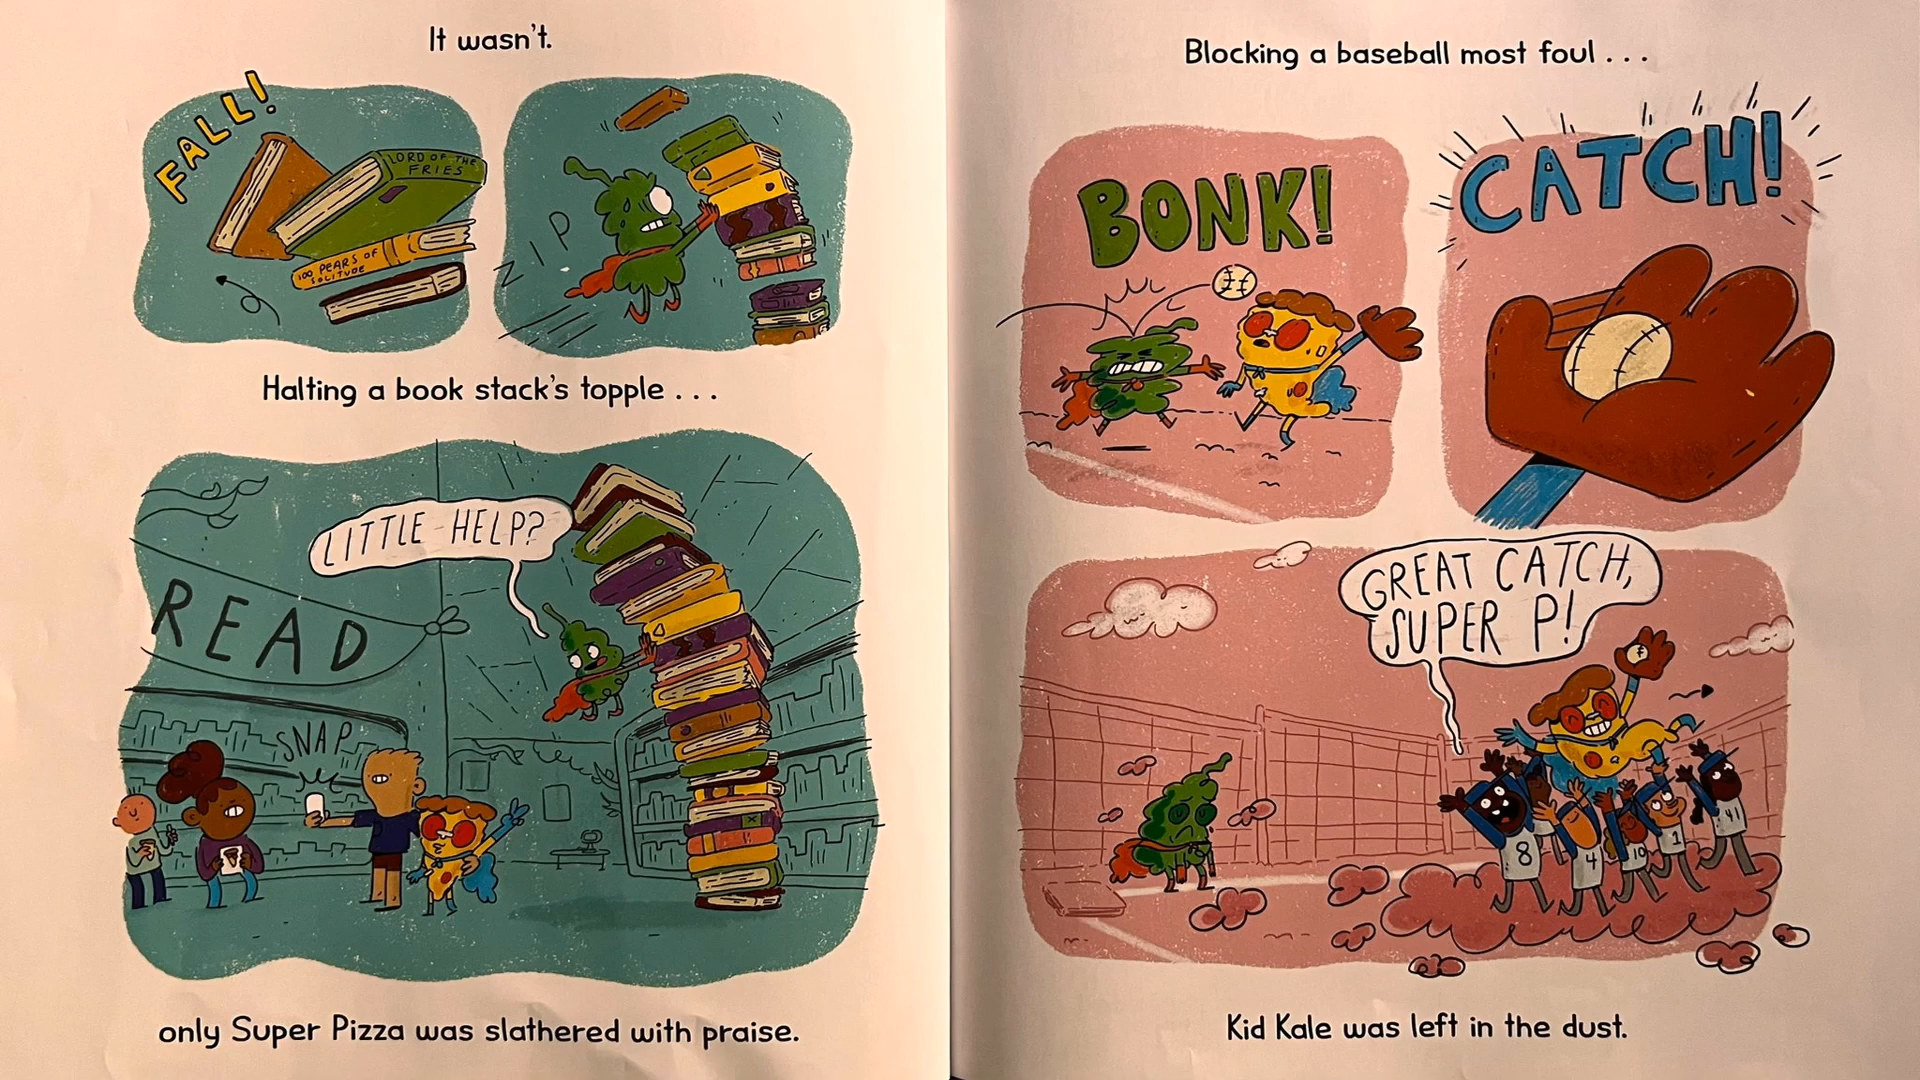 It wasn't.
FALL!
LORD OF THE
FRIES
100 PEARS OF
SOLITUDE
ZIP
Halting a book stack's topple . . .
LITTLE HELP?
READ
SNAP
only Super Pizza was slathered with praise.
Blocking a baseball most foul . . .
BONK!
CATCH!
GREAT CATCH,
SUPER P!
8
4
10
1
41
Kid Kale was left in the dust.